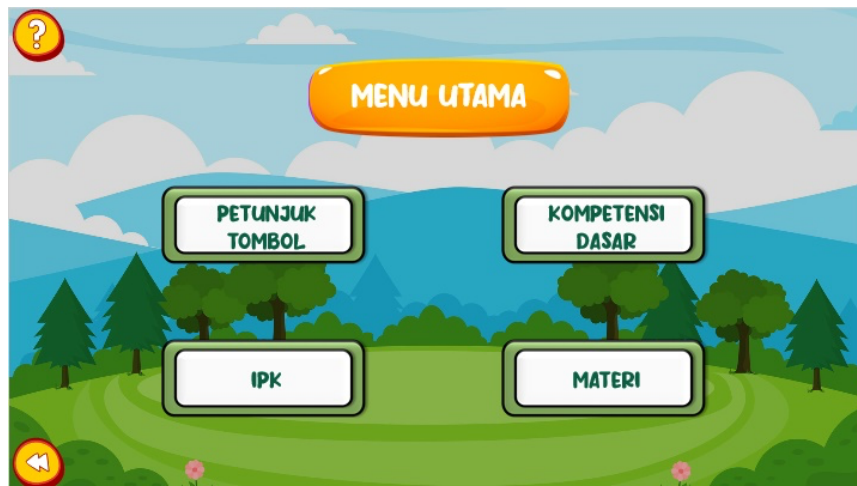 ?
MENU UTAMA
PETUNJUK
TOMBOL
KOMPETENSI
DASAR
IPK
MATERI